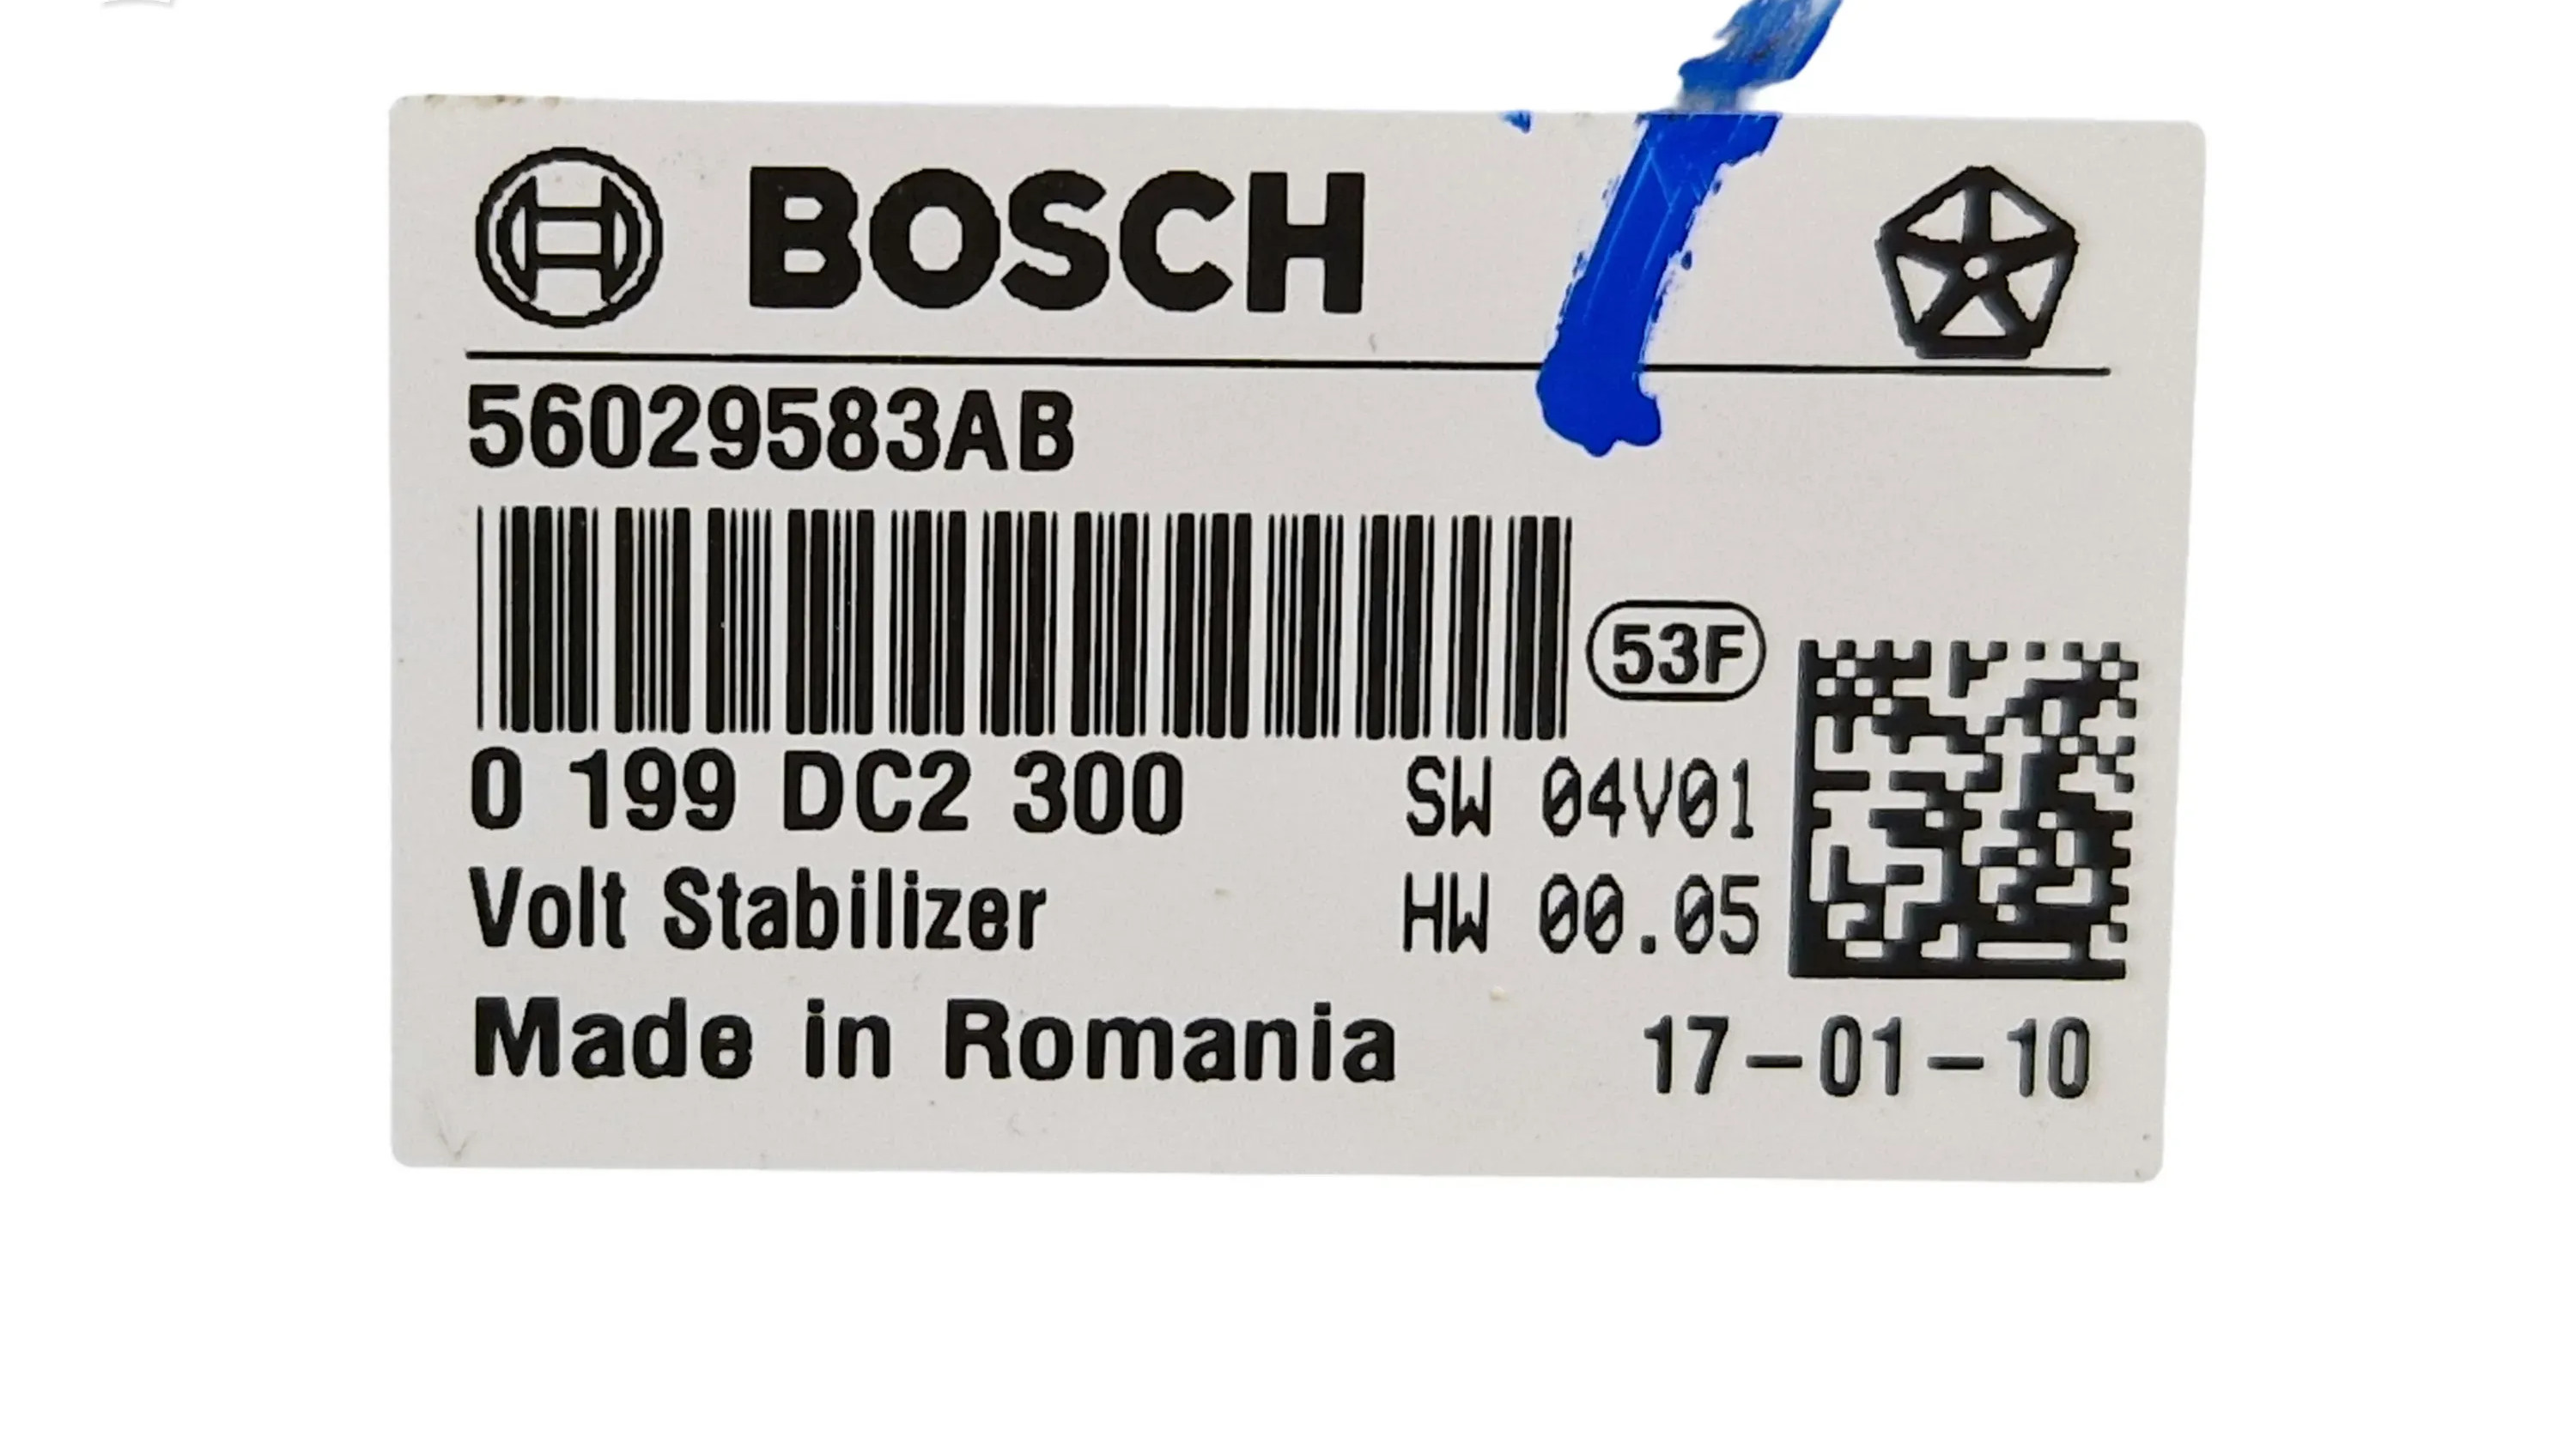 BOSCH
56029583AB
53F
0 199 DC2 300 SW 04V01
Volt Stabilizer HW 00.05
Made in Romania 17-01-10